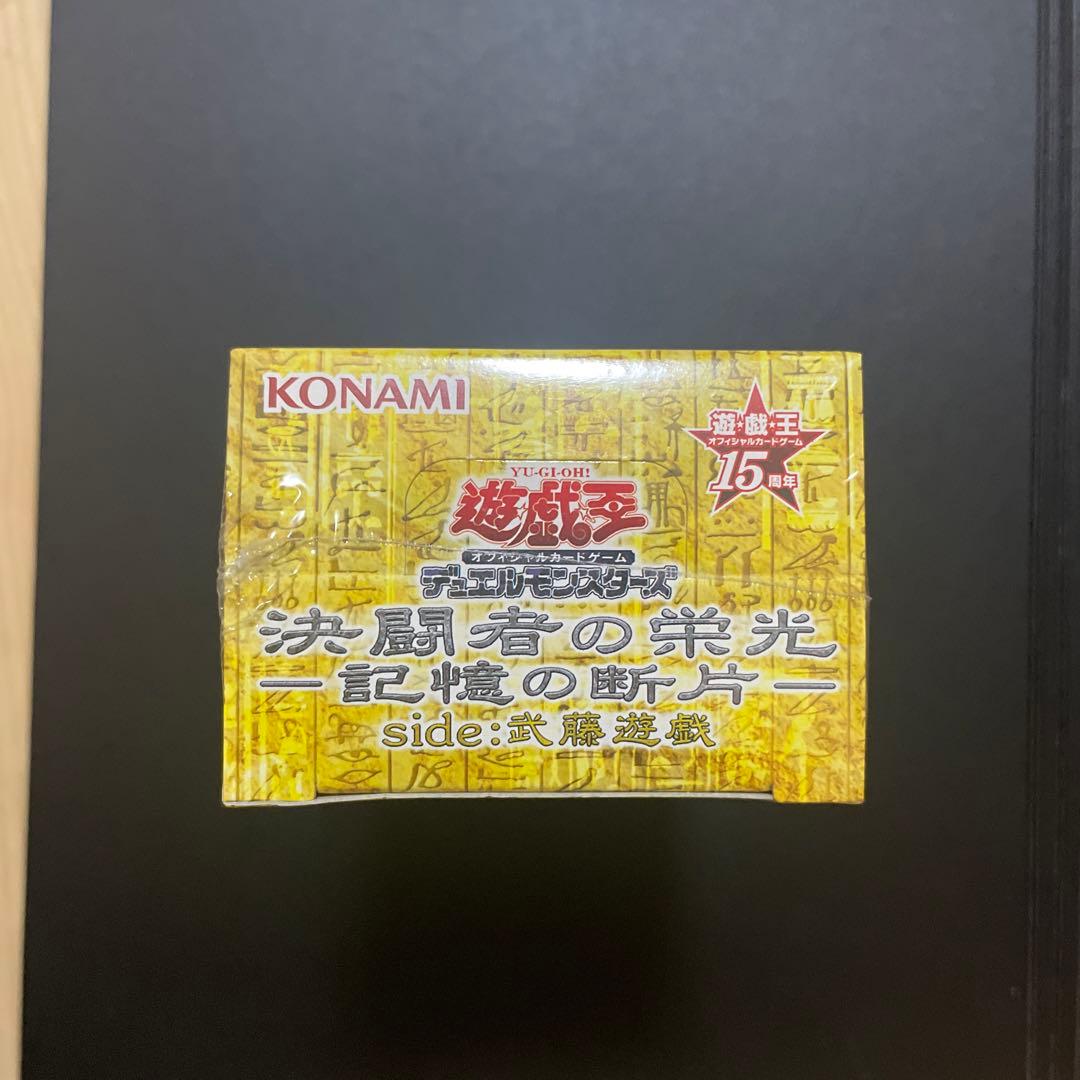 KONAMI
遊☆戯☆王
オフィシャルカードゲーム
15周年
YU-GI-OH!
遊☆戯☆王
オフィシャルカードゲーム
デュエルモンスターズ
決闘者の栄光
―記憶の断片―
side:武藤遊戯